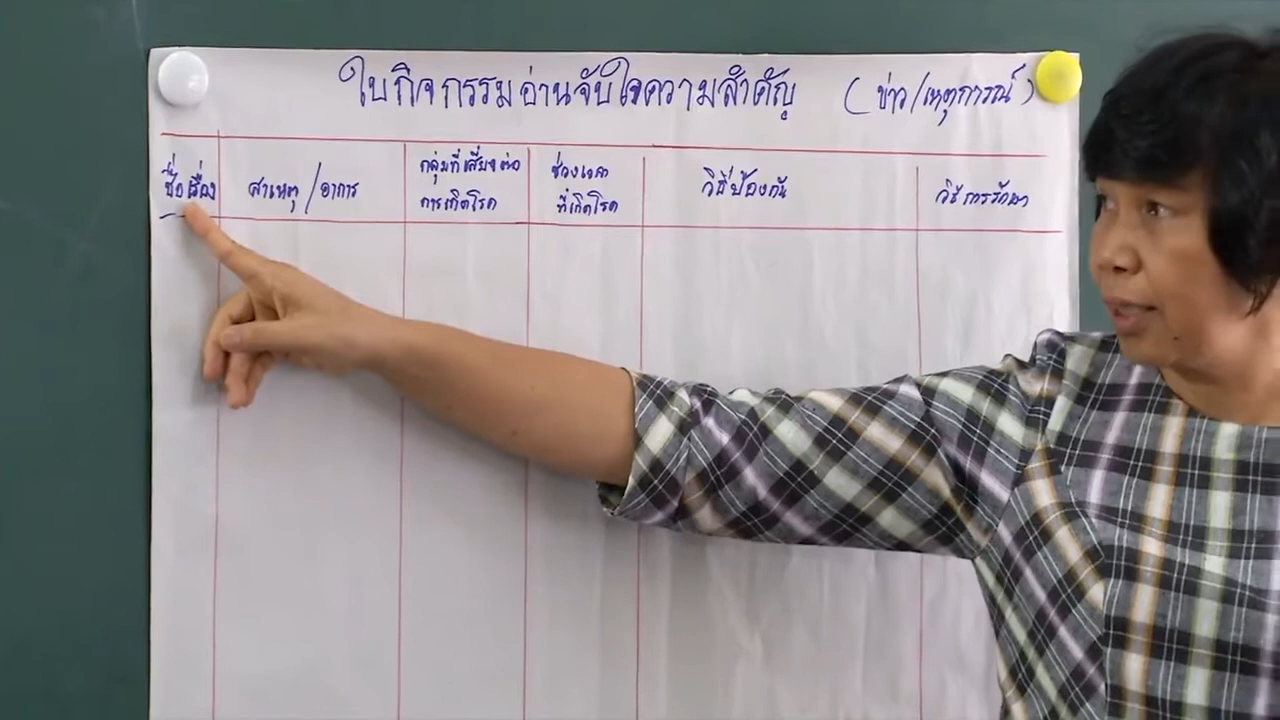 ใบกิจกรรมอ่านจับใจความสำคัญ (ข่าว/เหตุการณ์)
ชื่อเรื่อง
สาเหตุ/อาการ
กลุ่มที่เสี่ยงต่อ
การเกิดโรค
ช่วงเวลา
ที่เกิดโรค
วิธีป้องกัน
วิธีการรักษา